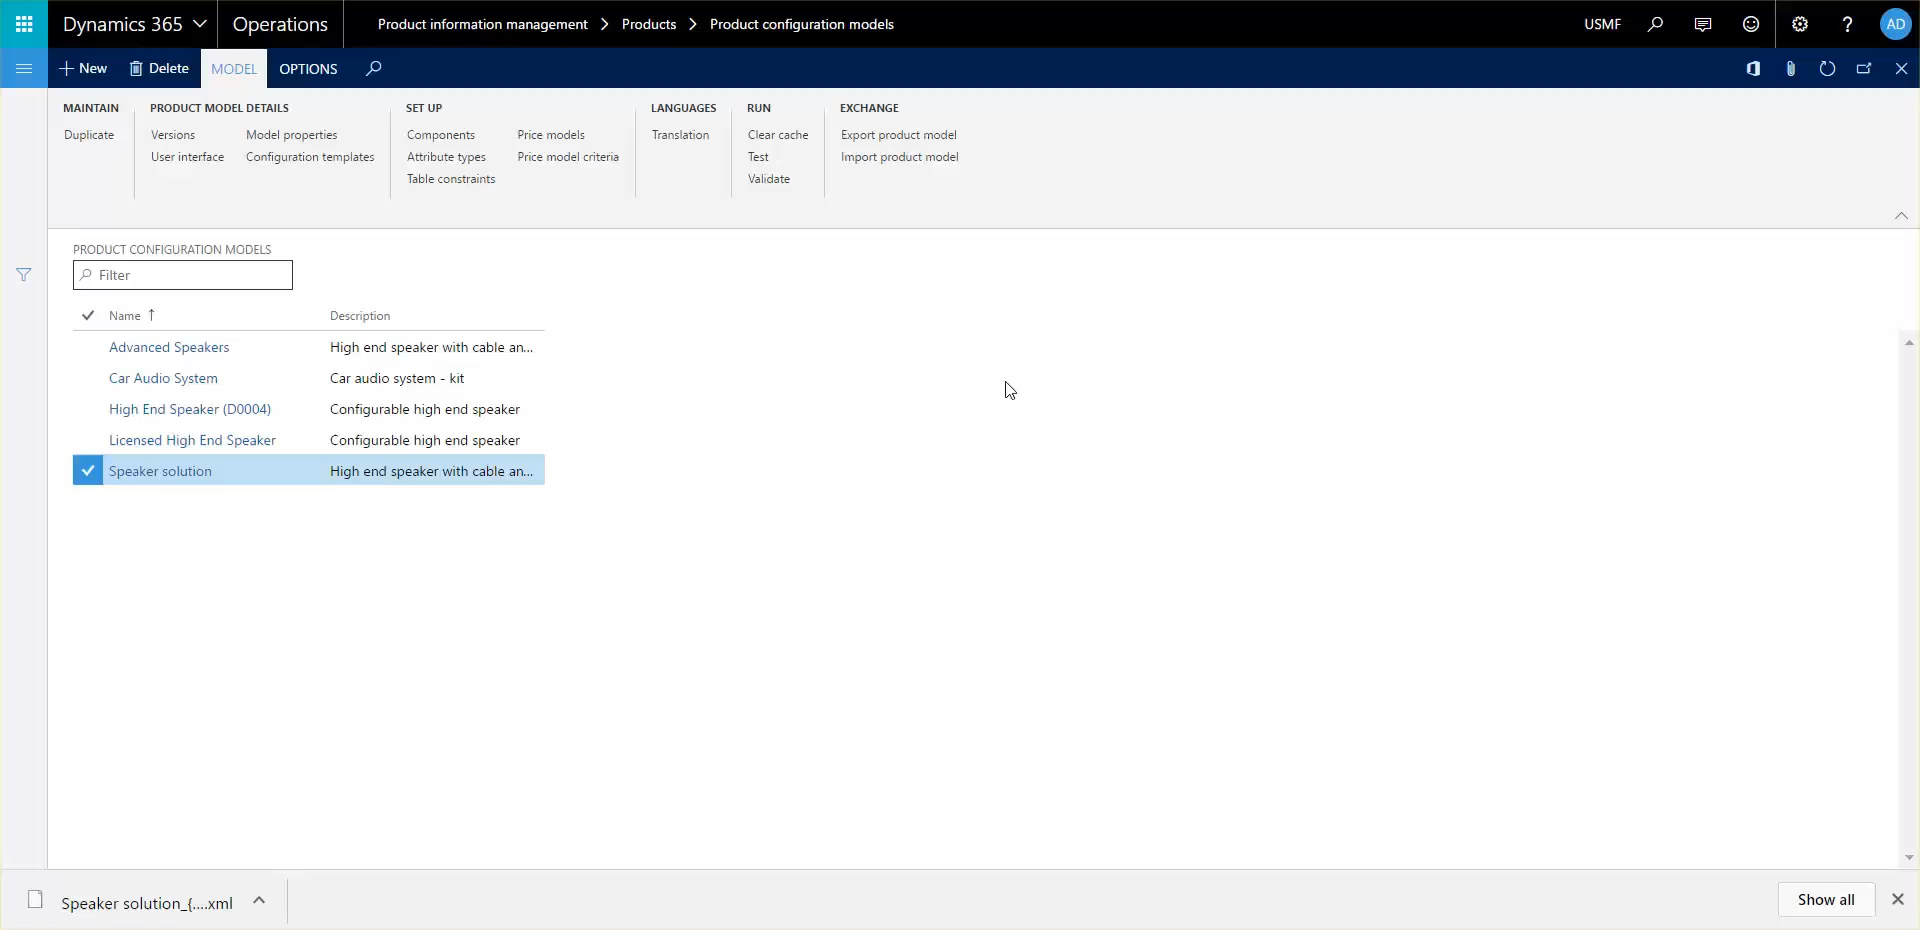 Dynamics 365 Operations Product information management > Products > Product configuration models USMF ? AD
+ New Delete MODEL OPTIONS
MAINTAIN PRODUCT MODEL DETAILS SET UP LANGUAGES RUN EXCHANGE
Duplicate Versions Model properties Components Price models Translation Clear cache Export product model
User interface Configuration templates Attribute types Price model criteria Test Import product model
Table constraints Validate
PRODUCT CONFIGURATION MODELS
Filter
Name ↑ Description
Advanced Speakers High end speaker with cable an...
Car Audio System Car audio system - kit
High End Speaker (D0004) Configurable high end speaker
Licensed High End Speaker Configurable high end speaker
Speaker solution High end speaker with cable an...
Speaker solution_{....xml Show all